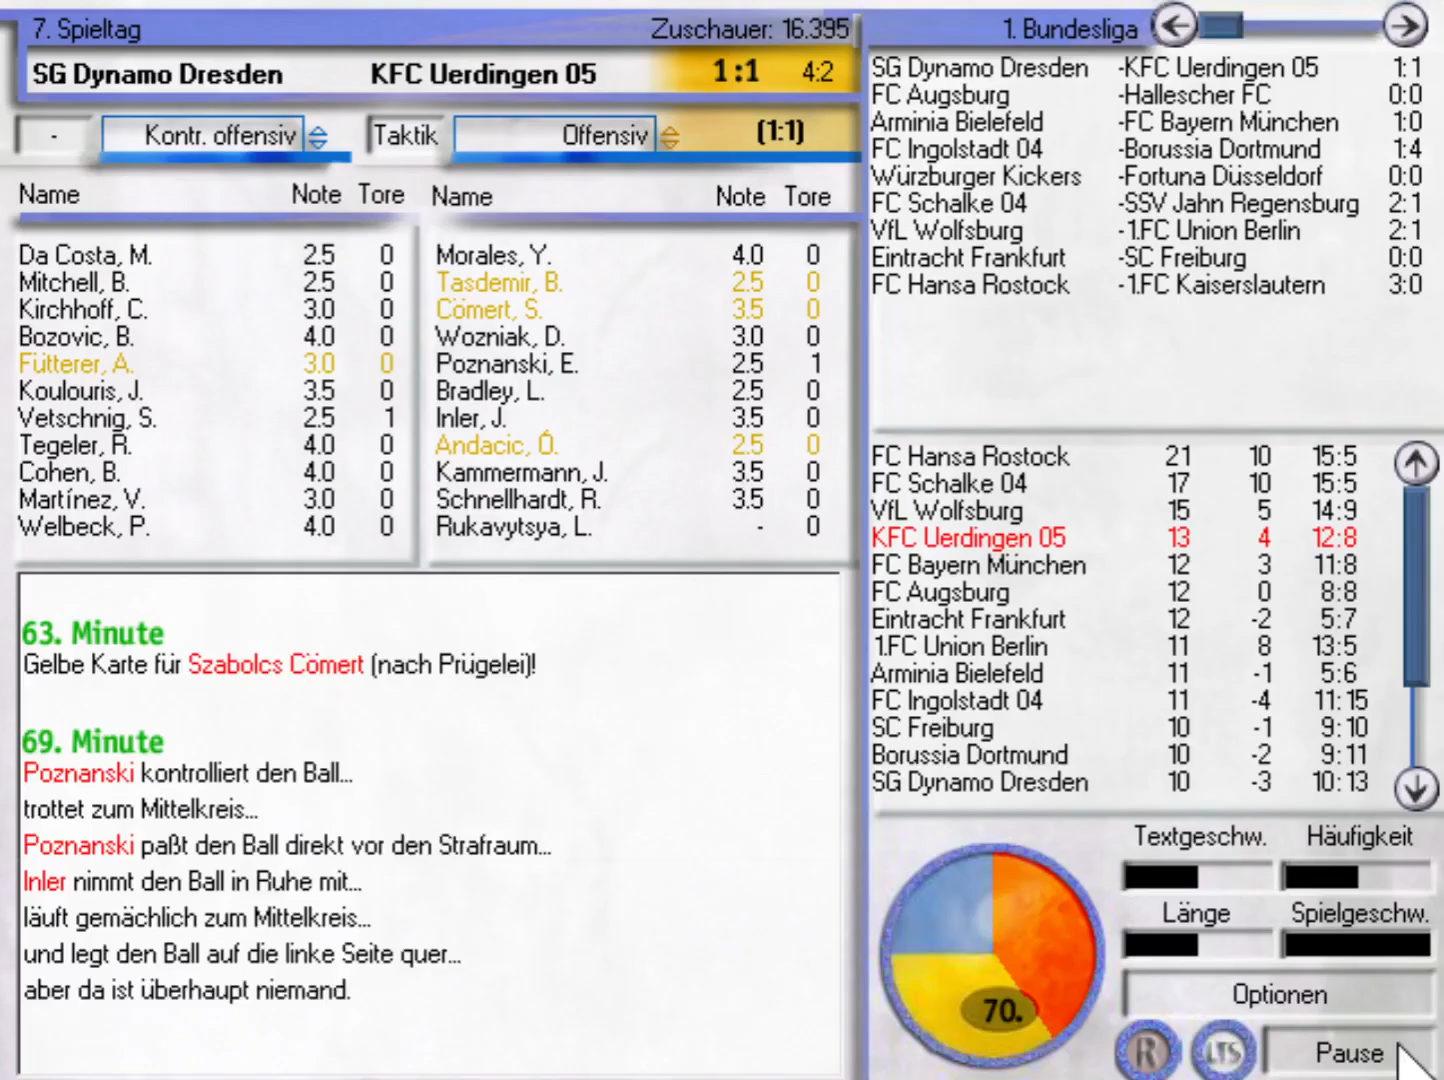 7. Spieltag Zuschauer: 16.395
SG Dynamo Dresden KFC Uerdingen 05 1:1 4:2
- Kontr. offensiv Taktik Offensiv (1:1)
Name Note Tore Name Note Tore
Da Costa, M. 2.5 0 Morales, Y. 4.0 0
Mitchell, B. 2.5 0 Tasdemir, B. 2.5 0
Kirchhoff, C. 3.0 0 Cömert, S. 3.5 0
Bozovic, B. 4.0 0 Wozniak, D. 3.0 0
Fütterer, A. 3.0 0 Poznanski, E. 2.5 1
Koulouris, J. 3.5 0 Bradley, L. 2.5 0
Vetschnig, S. 2.5 1 Inler, J. 3.5 0
Tegeler, R. 4.0 0 Andacic, O. 2.5 0
Cohen, B. 4.0 0 Kammermann, J. 3.5 0
Martínez, V. 3.0 0 Schnellhardt, R. 3.5 0
Welbeck, P. 4.0 0 Rukavytsya, L. - 0
63. Minute
Gelbe Karte für Szabolcs Cömert (nach Prügelei)!
69. Minute
Poznanski kontrolliert den Ball...
trottet zum Mittelkreis...
Poznanski paßt den Ball direkt vor den Strafraum...
Inler nimmt den Ball in Ruhe mit...
läuft gemächlich zum Mittelkreis...
und legt den Ball auf die linke Seite quer...
aber da ist überhaupt niemand.
1. Bundesliga
SG Dynamo Dresden -KFC Uerdingen 05 1:1
FC Augsburg -Hallescher FC 0:0
Arminia Bielefeld -FC Bayern München 1:0
FC Ingolstadt 04 -Borussia Dortmund 1:4
Würzburger Kickers -Fortuna Düsseldorf 0:0
FC Schalke 04 -SSV Jahn Regensburg 2:1
VfL Wolfsburg -1.FC Union Berlin 2:1
Eintracht Frankfurt -SC Freiburg 0:0
FC Hansa Rostock -1.FC Kaiserslautern 3:0
FC Hansa Rostock 21 10 15:5
FC Schalke 04 17 10 15:5
VfL Wolfsburg 15 5 14:9
KFC Uerdingen 05 13 4 12:8
FC Bayern München 12 3 11:8
FC Augsburg 12 0 8:8
Eintracht Frankfurt 12 -2 5:7
1.FC Union Berlin 11 8 13:5
Arminia Bielefeld 11 -1 5:6
FC Ingolstadt 04 11 -4 11:15
SC Freiburg 10 -1 9:10
Borussia Dortmund 10 -2 9:11
SG Dynamo Dresden 10 -3 10:13
70.
Textgeschw. Häufigkeit
Länge Spielgeschw.
Optionen
R LTS Pause